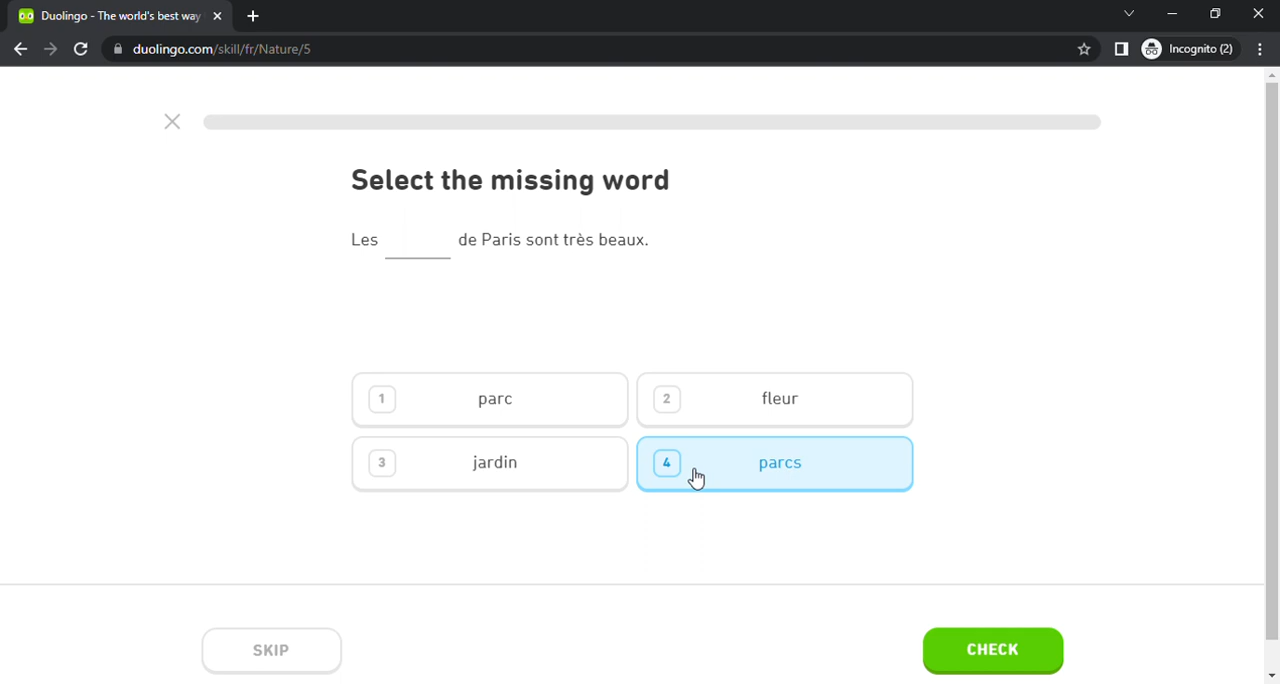 Duolingo - The world's best way
duolingo.com/skill/fr/Nature/5
Incognito (2)
Select the missing word
Les ______ de Paris sont très beaux.
1 parc
2 fleur
3 jardin
4 parcs
SKIP
CHECK